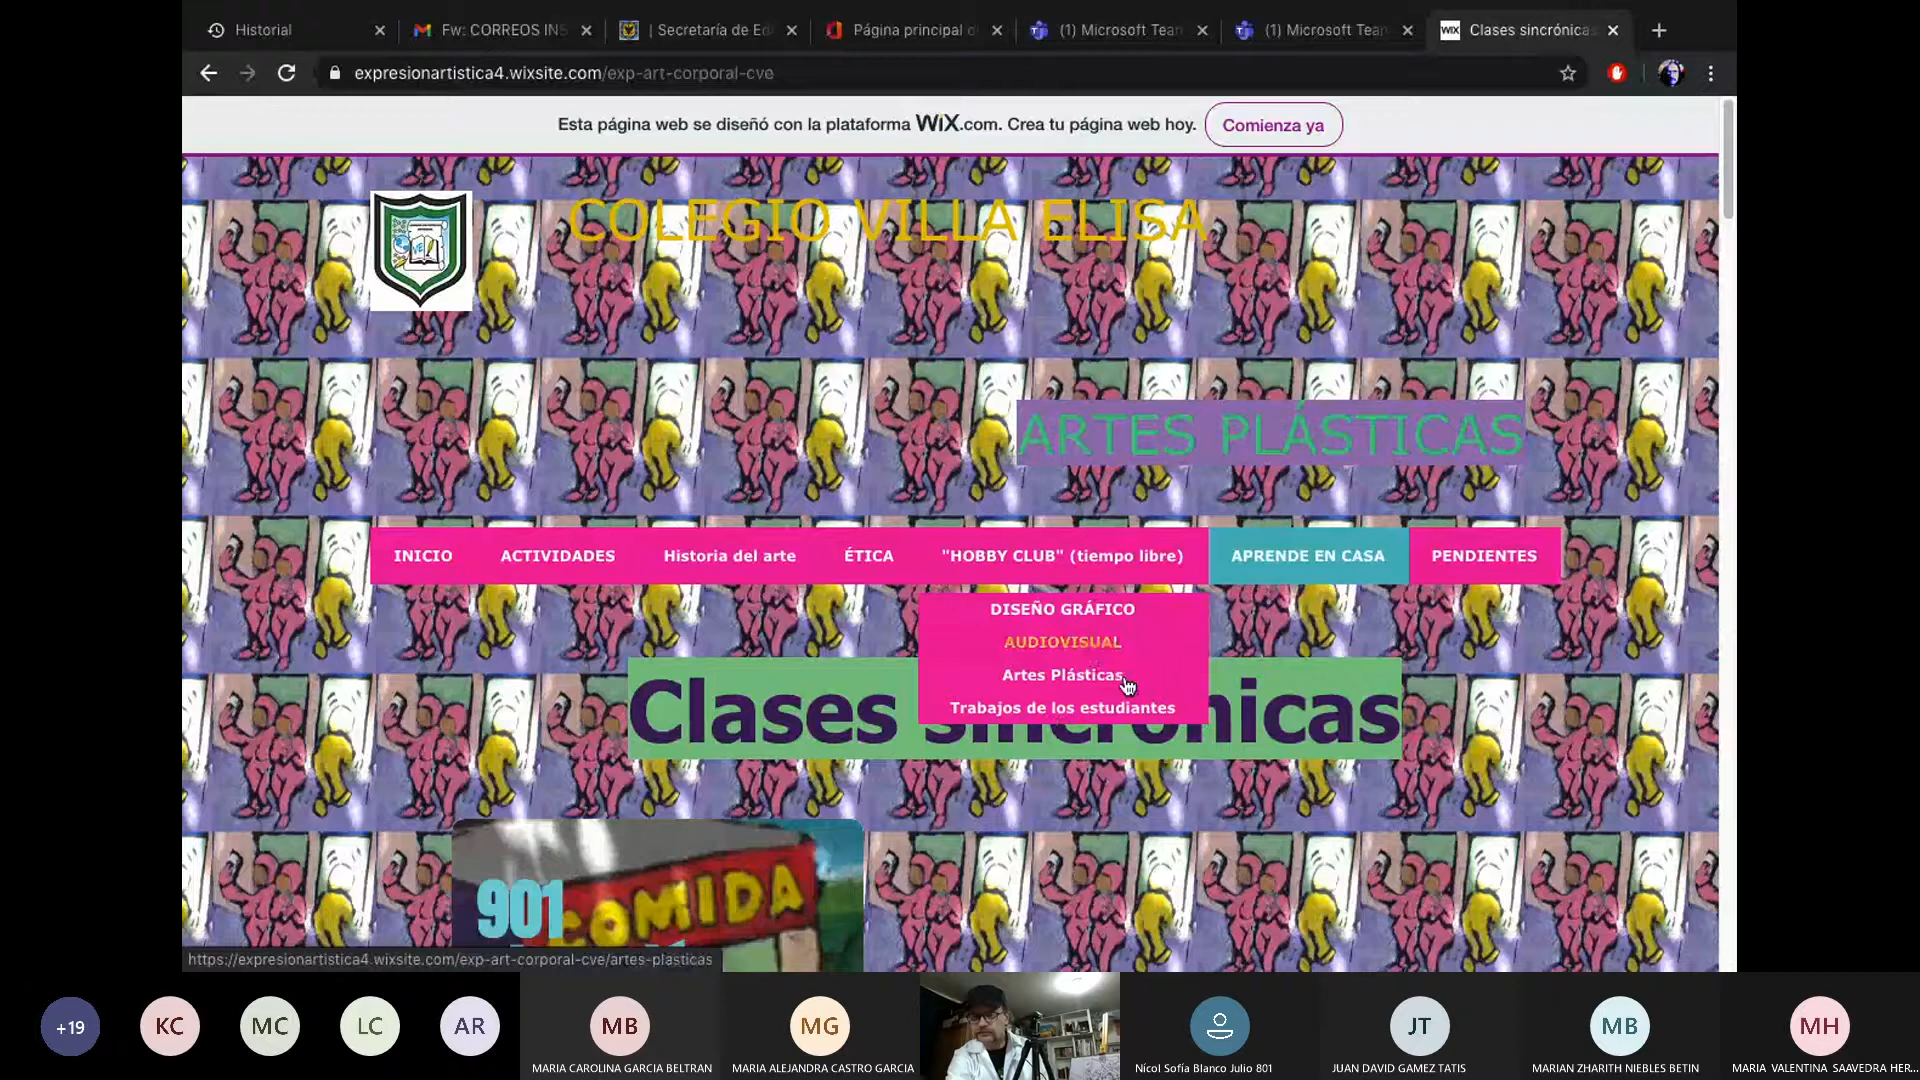 Historial
Fw: CORREOS INS
| Secretaría de Ed
Página principal d
(1) Microsoft Tean
(1) Microsoft Tean
WIX Clases sincrónicas
expresionartistica4.wixsite.com/exp-art-corporal-cve
Esta página web se diseñó con la plataforma WiX.com. Crea tu página web hoy.
Comienza ya
COLEGIO VILLA ELISA
ARTES PLÁSTICAS
INICIO
ACTIVIDADES
Historia del arte
ÉTICA
"HOBBY CLUB" (tiempo libre)
APRENDE EN CASA
PENDIENTES
DISEÑO GRÁFICO
AUDIOVISUAL
Artes Plásticas
Trabajos de los estudiantes
Clases sincrónicas
901
COMIDA
https://expresionartistica4.wixsite.com/exp-art-corporal-cve/artes-plasticas
+19
KC
MC
LC
AR
MB
MG
JT
MB
MH
MARIA CAROLINA GARCIA BELTRAN
MARIA ALEJANDRA CASTRO GARCIA
Nícol Sofía Blanco Julio 801
JUAN DAVID GAMEZ TATIS
MARIAN ZHARITH NIEBLES BETIN
MARIA VALENTINA SAAVEDRA HER...